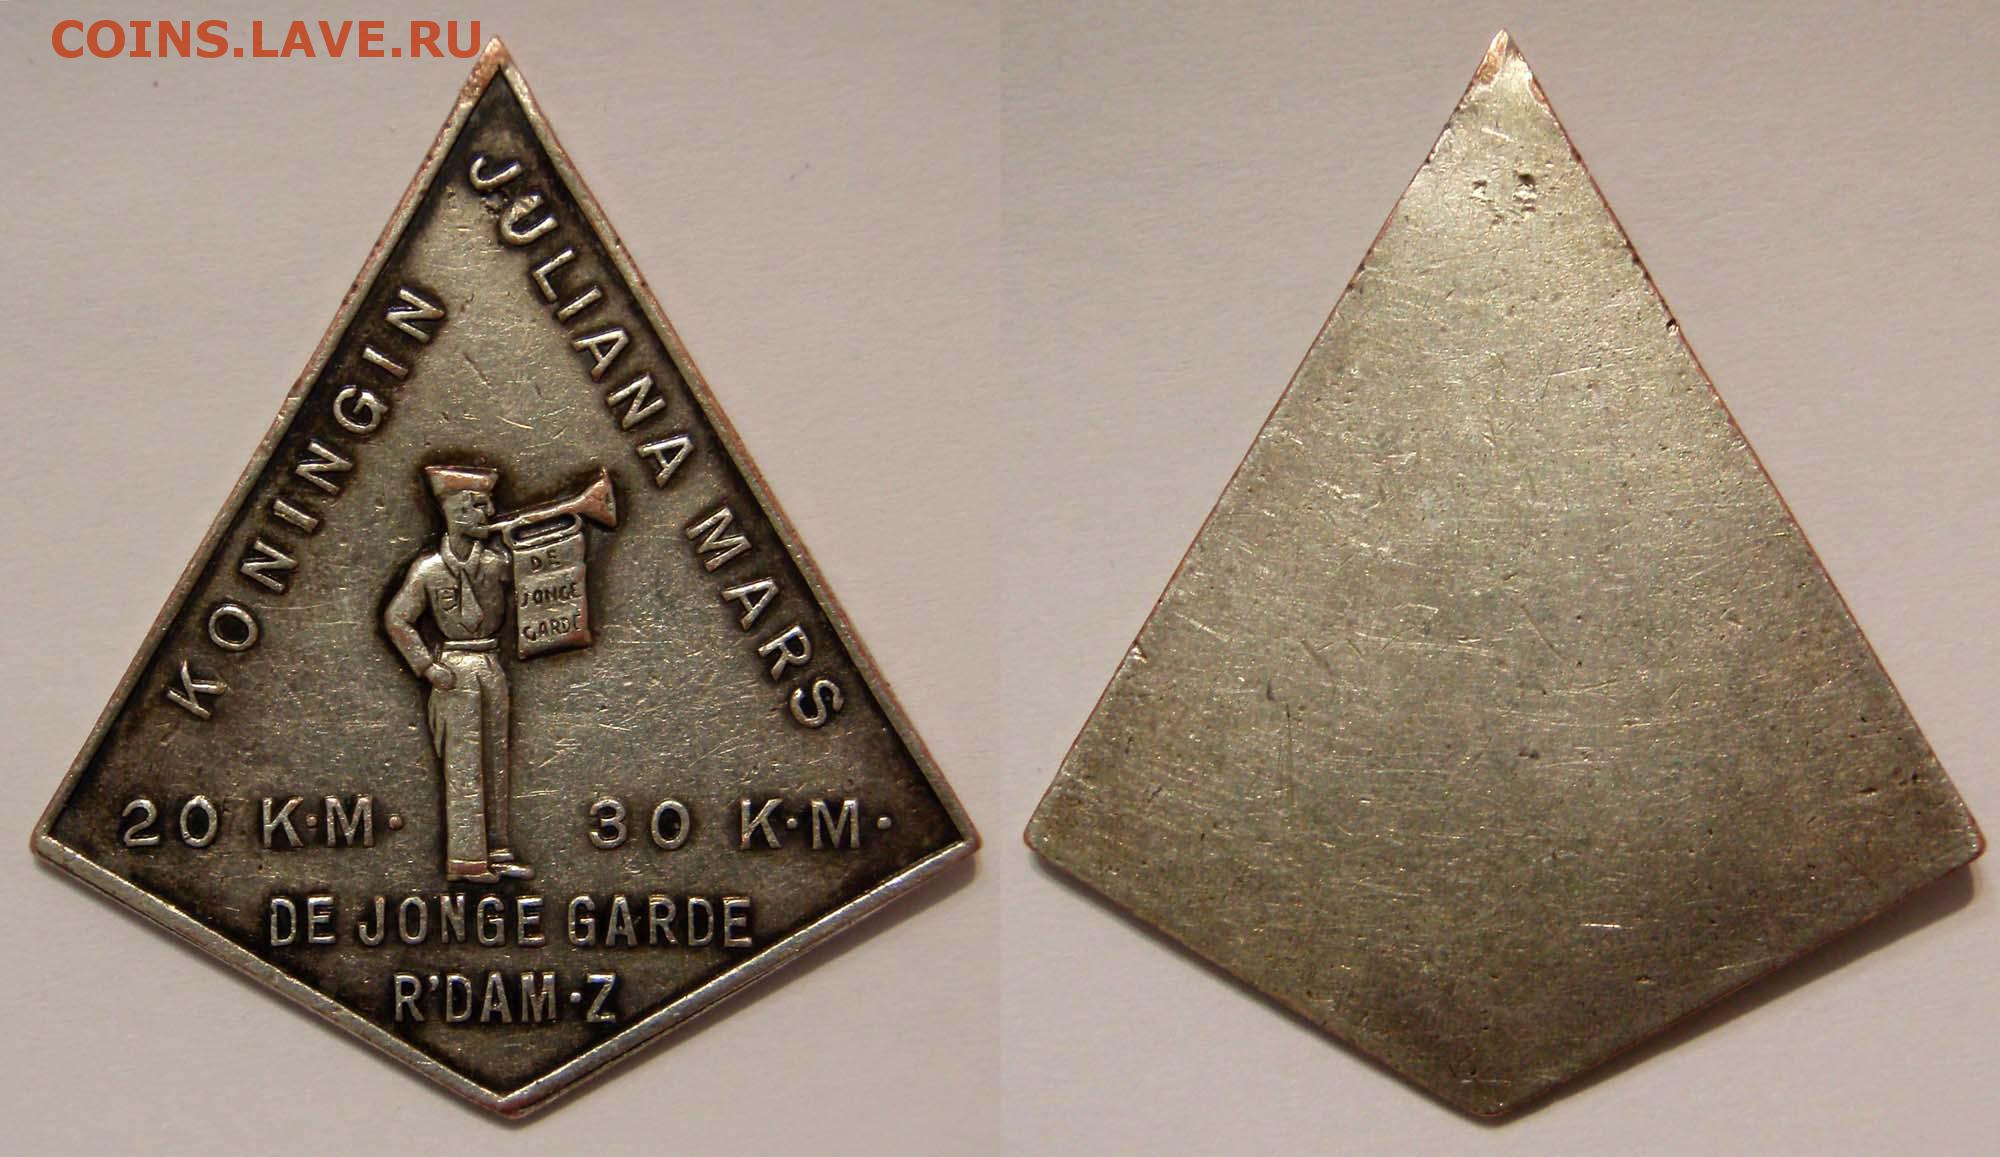 COINS.LAVE.RU
KONINGIN
JULIANA MARS
DE
JONGE
GARDE
20 K·M· 30 K·M·
DE JONGE GARDE
R'DAM·Z